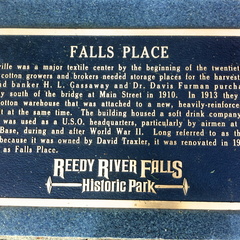 FALLS PLACE
ville was a major textile center by the beginning of the twentiet
cotton growers and brokers needed storage places for the harvest
nd banker H. L. Gassaway and Dr. Davis Furman purcha
y south of the bridge at Main Street in 1910. In 1913 they
otton warehouse that was attached to a new, heavily-reinforce
t at the same time. The building housed a soft drink company
was used as a U.S.O. headquarters, particularly by airmen at
Base, during and after World War II. Long referred to as th
because it was owned by David Traxler, it was renovated in 19
as Falls Place.
REEDY RIVER FALLS
Historic Park